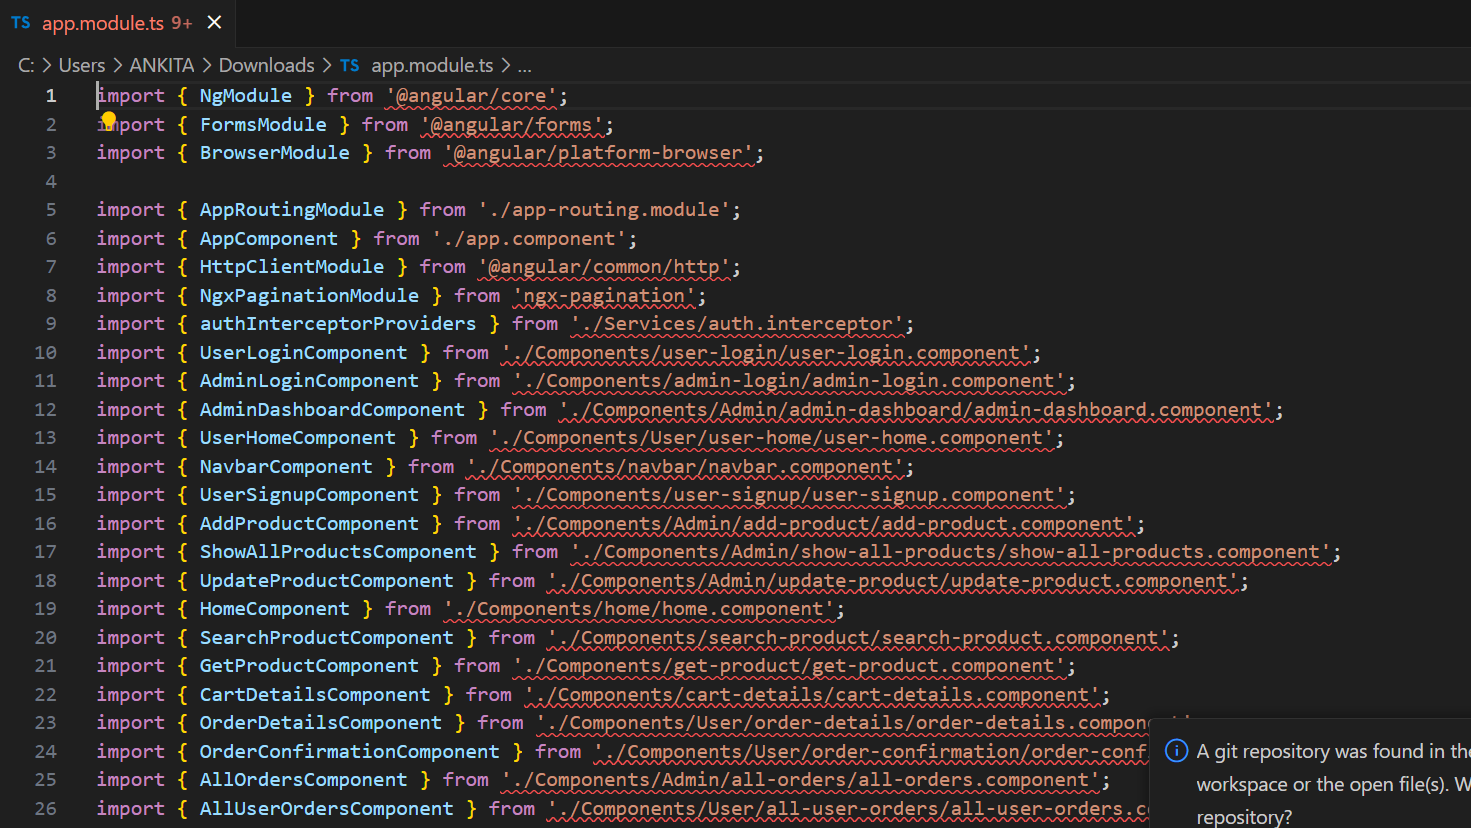 TS app.module.ts 9+ ×
C: > Users > ANKITA > Downloads > TS app.module.ts > ...
1 import { NgModule } from '@angular/core';
2 import { FormsModule } from '@angular/forms';
3 import { BrowserModule } from '@angular/platform-browser';
4
5 import { AppRoutingModule } from './app-routing.module';
6 import { AppComponent } from './app.component';
7 import { HttpClientModule } from '@angular/common/http';
8 import { NgxPaginationModule } from 'ngx-pagination';
9 import { authInterceptorProviders } from './Services/auth.interceptor';
10 import { UserLoginComponent } from './Components/user-login/user-login.component';
11 import { AdminLoginComponent } from './Components/admin-login/admin-login.component';
12 import { AdminDashboardComponent } from './Components/Admin/admin-dashboard/admin-dashboard.component';
13 import { UserHomeComponent } from './Components/User/user-home/user-home.component';
14 import { NavbarComponent } from './Components/navbar/navbar.component';
15 import { UserSignupComponent } from './Components/user-signup/user-signup.component';
16 import { AddProductComponent } from './Components/Admin/add-product/add-product.component';
17 import { ShowAllProductsComponent } from './Components/Admin/show-all-products/show-all-products.component';
18 import { UpdateProductComponent } from './Components/Admin/update-product/update-product.component';
19 import { HomeComponent } from './Components/home/home.component';
20 import { SearchProductComponent } from './Components/search-product/search-product.component';
21 import { GetProductComponent } from './Components/get-product/get-product.component';
22 import { CartDetailsComponent } from './Components/cart-details/cart-details.component';
23 import { OrderDetailsComponent } from './Components/User/order-details/order-details.compon
24 import { OrderConfirmationComponent } from './Components/User/order-confirmation/order-conf
25 import { AllOrdersComponent } from './Components/Admin/all-orders/all-orders.component';
26 import { AllUserOrdersComponent } from './Components/User/all-user-orders/all-user-orders.c
A git repository was found in the
workspace or the open file(s). W
repository?